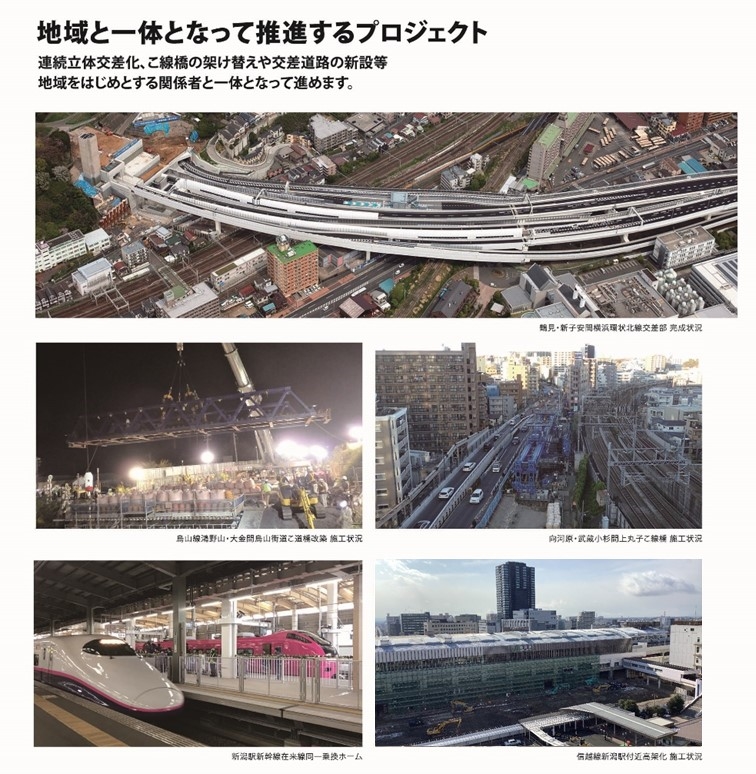 地域と一体となって推進するプロジェクト
連続立体交差化、こ線橋の架け替えや交差道路の新設等
地域をはじめとする関係者と一体となって進めます。
鶴見・新子安間横浜環状北線交差部 完成状況
烏山線鴻野山・大金間烏山街道こ道橋改築 施工状況
向河原・武蔵小杉間上丸子こ線橋 施工状況
新潟駅新幹線在来線同一乗換ホーム
信越線新潟駅付近高架化 施工状況